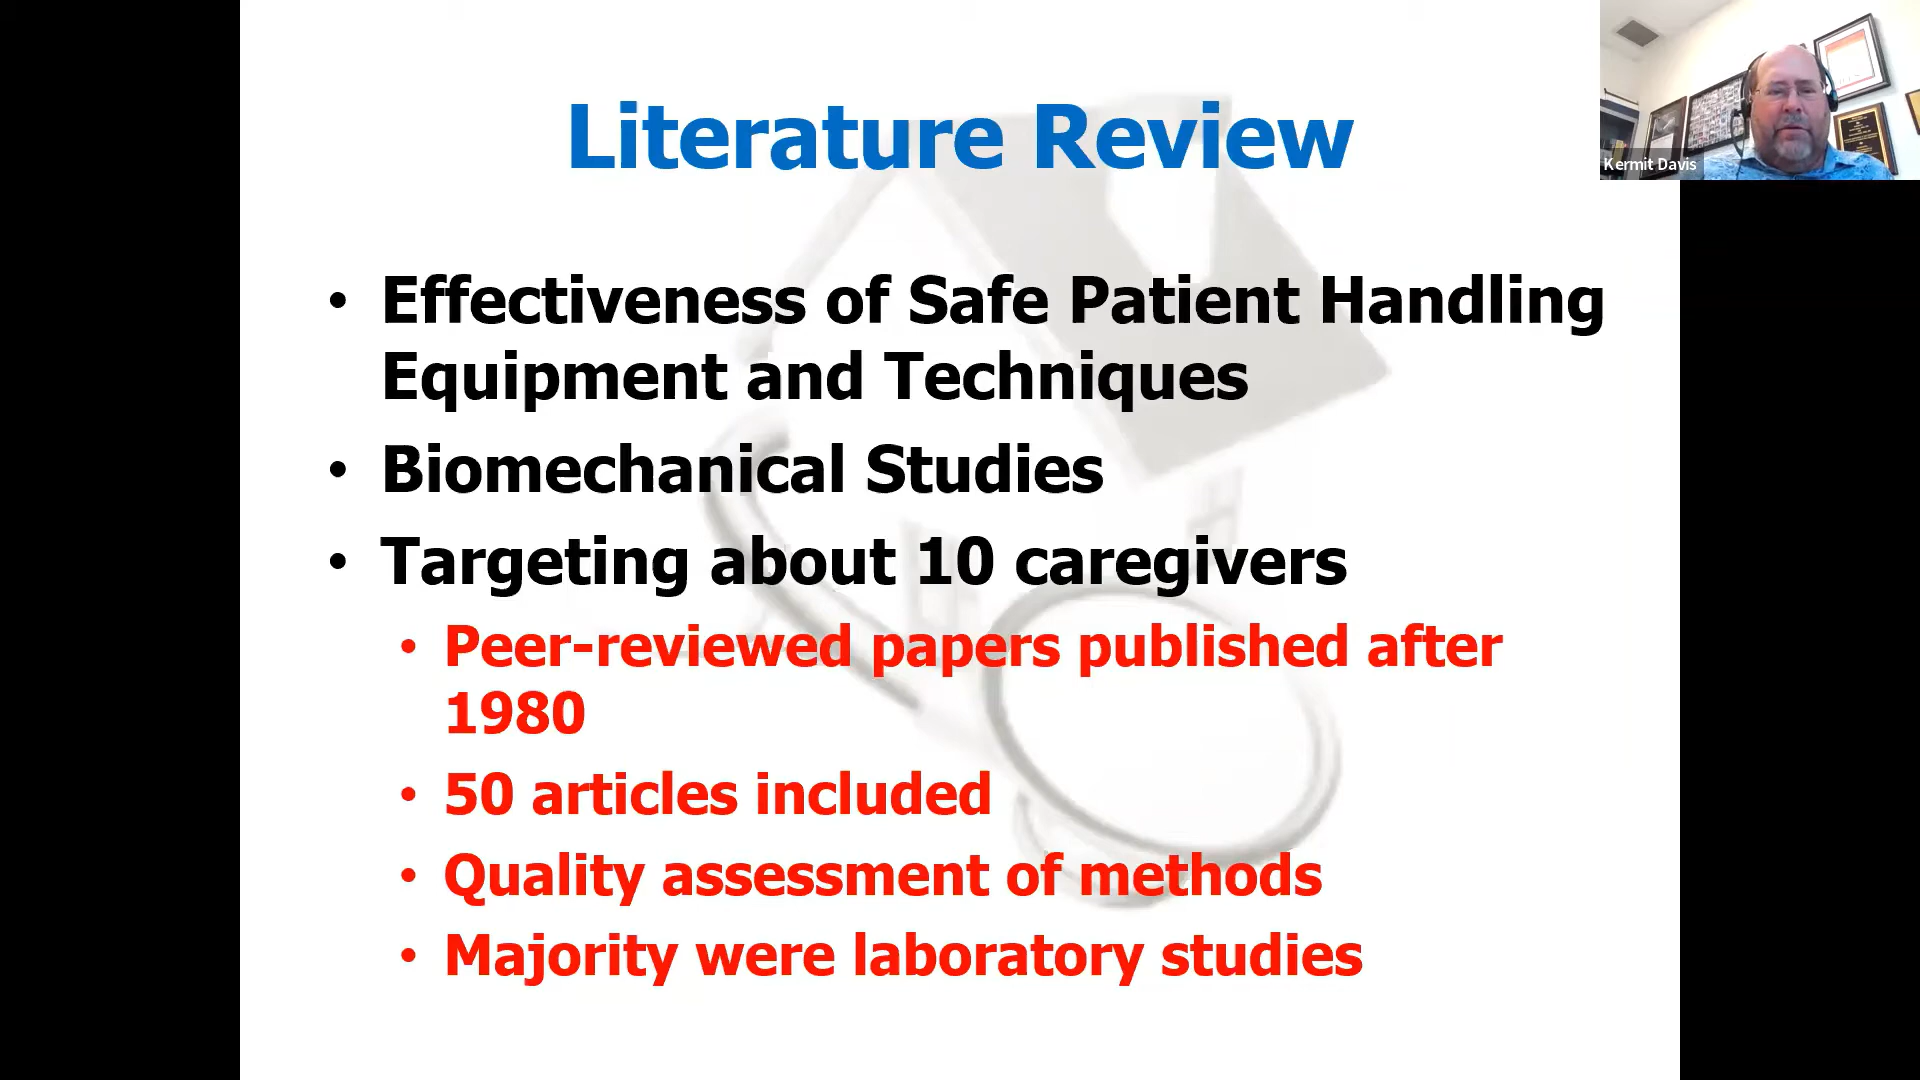 Literature Review
Kermit Davis
• Effectiveness of Safe Patient Handling
Equipment and Techniques
• Biomechanical Studies
• Targeting about 10 caregivers
• Peer-reviewed papers published after
1980
• 50 articles included
• Quality assessment of methods
• Majority were laboratory studies